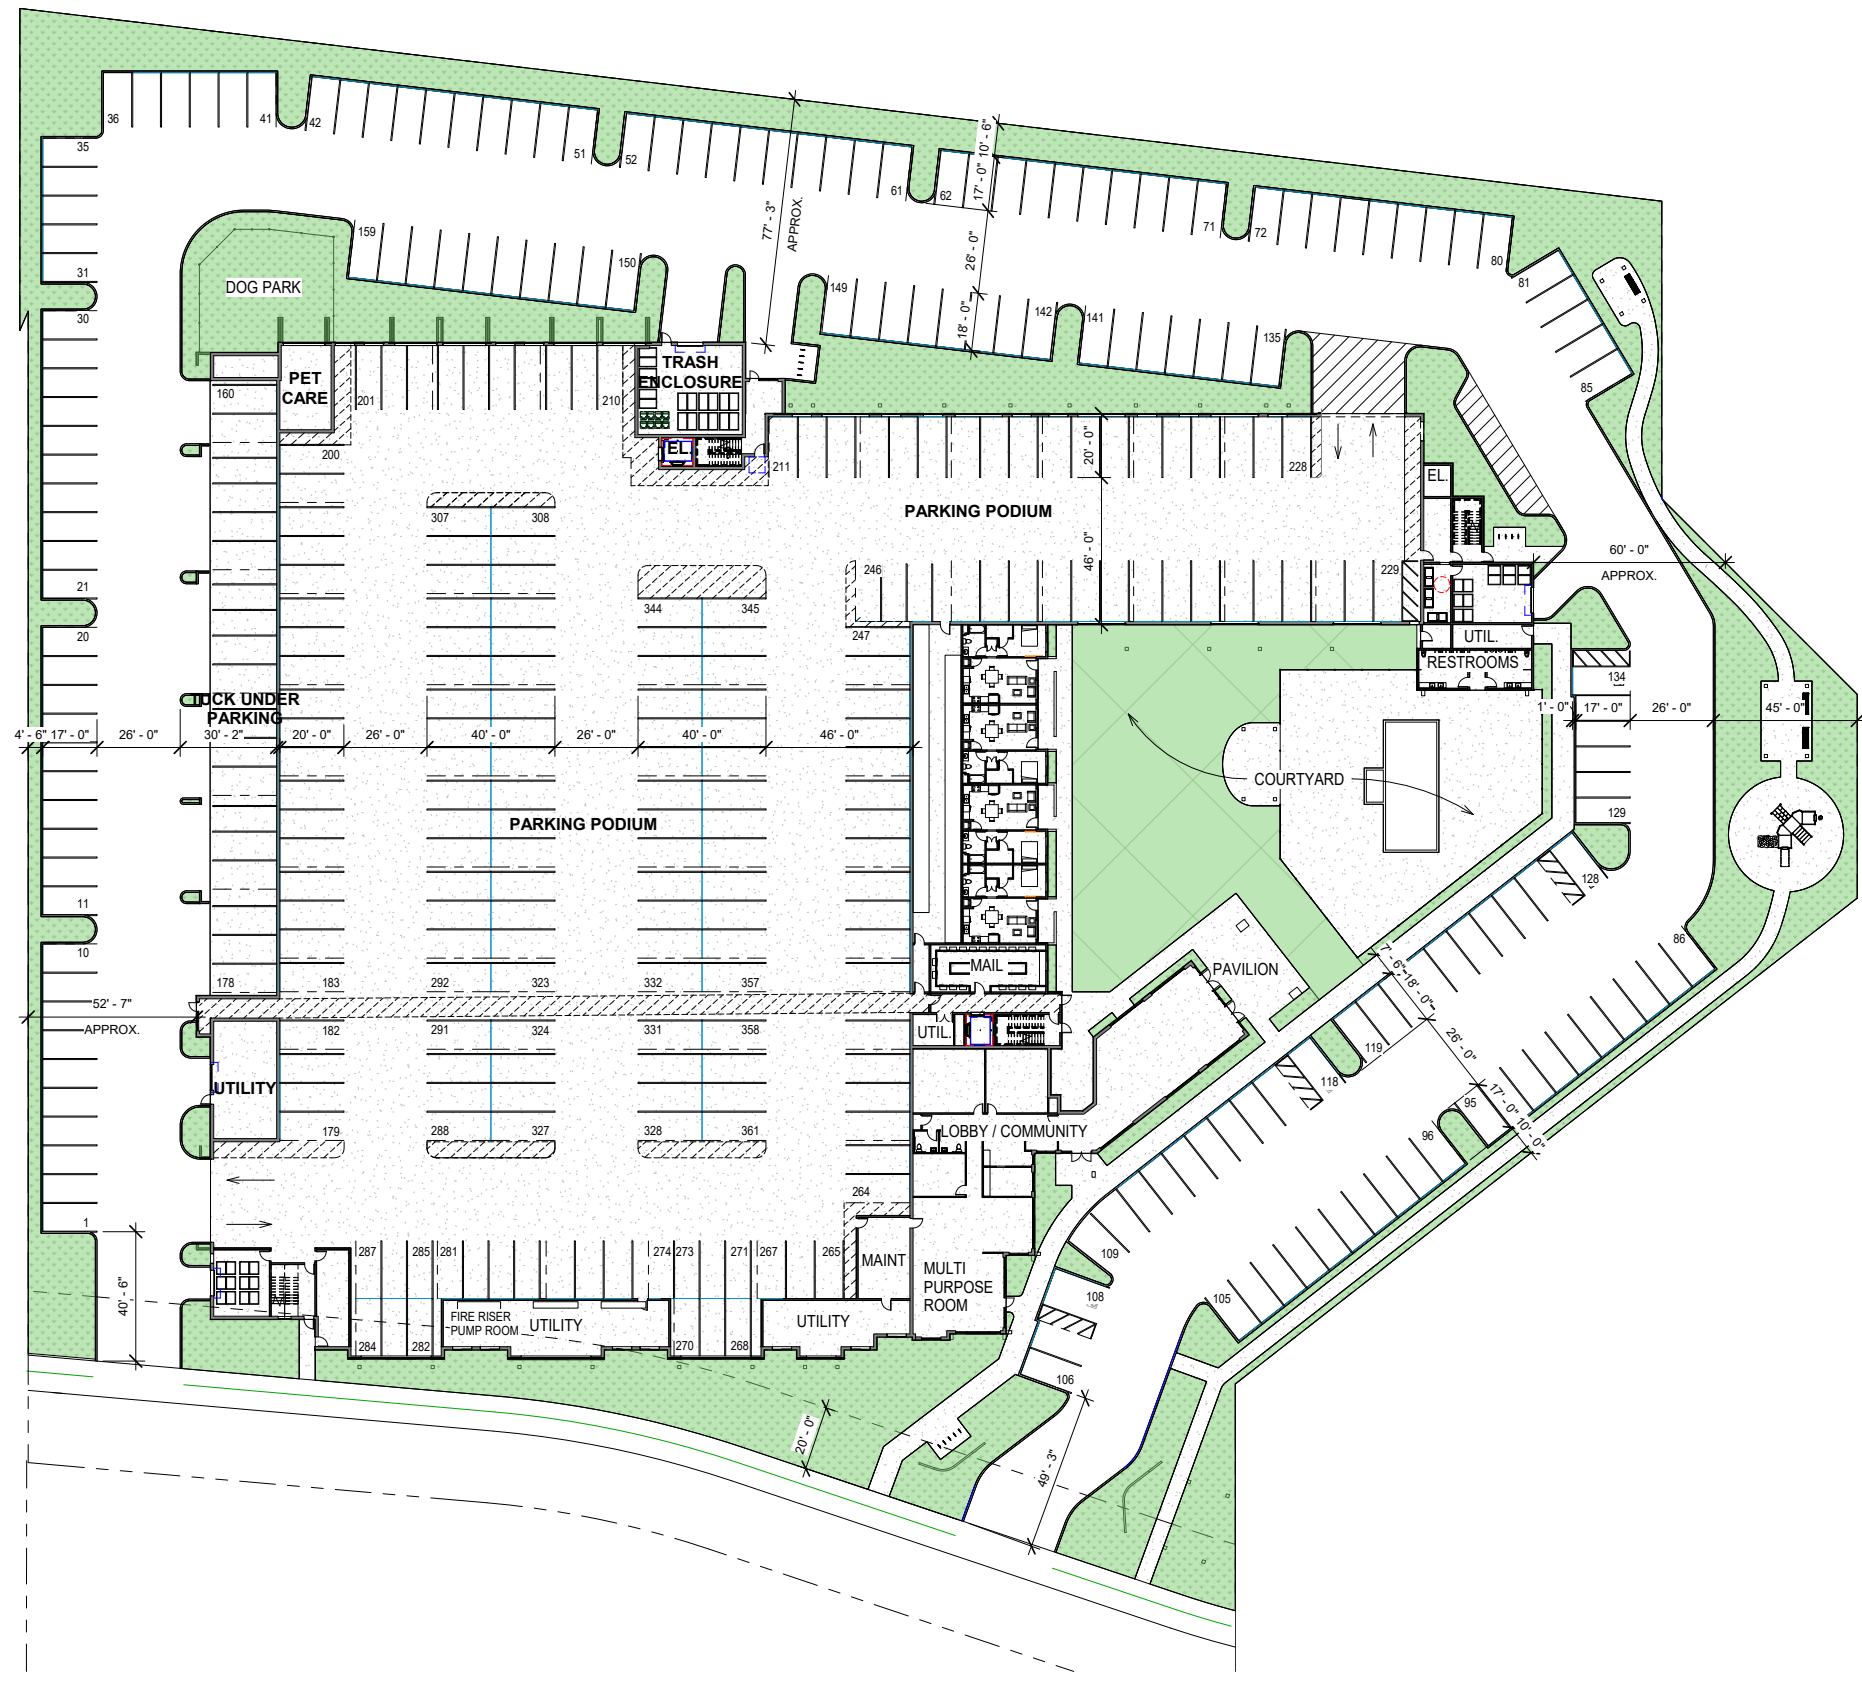 36
41
42
51
52
61
62
17' - 0"
10' - 6"
71
72
80
81
85
35
31
30
159
150
77' - 3"
APPROX.
149
142
141
135
26' - 0"
18' - 0"
DOG PARK
PET
CARE
TRASH
ENCLOSURE
EL.
160
201
210
200
211
228
20' - 0"
EL.
307
308
PARKING PODIUM
46' - 0"
60' - 0"
APPROX.
246
229
21
20
344
345
247
UTIL.
RESTROOMS
134
UCK UNDER
PARKING
4' - 6"
17' - 0"
26' - 0"
30' - 2"
20' - 0"
26' - 0"
40' - 0"
26' - 0"
40' - 0"
46' - 0"
1' - 0"
17' - 0"
26' - 0"
45' - 0"
COURTYARD
PARKING PODIUM
129
128
11
10
86
178
183
292
323
332
357
MAIL
PAVILION
7' - 6"
18' - 0"
52' - 7"
APPROX.
182
291
324
331
358
UTIL.
119
118
26' - 0"
17' - 0"
10' - 0"
95
96
UTILITY
179
288
327
328
361
LOBBY / COMMUNITY
264
1
40' - 6"
287
285
281
274
273
271
267
265
MAINT
109
108
105
MULTI
PURPOSE
ROOM
FIRE RISER
PUMP ROOM
UTILITY
UTILITY
284
282
270
268
106
20' - 0"
49' - 3"